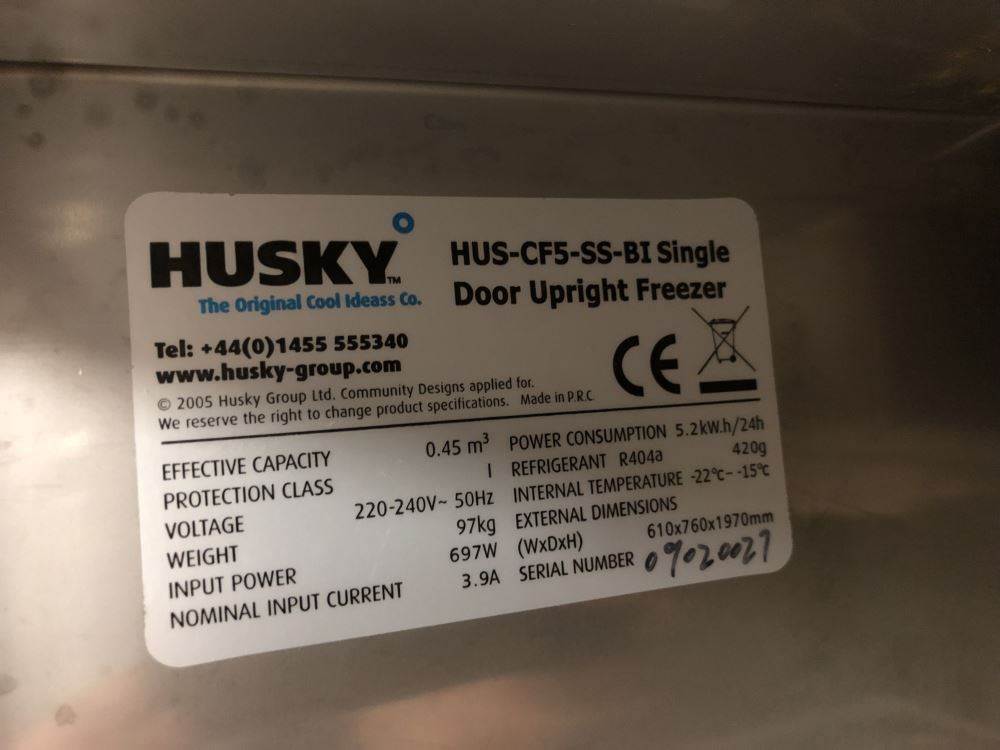 HUSKY™
The Original Cool Ideass Co.
HUS-CF5-SS-BI Single
Door Upright Freezer
Tel: +44(0)1455 555340
www.husky-group.com
© 2005 Husky Group Ltd. Community Designs applied for.
We reserve the right to change product specifications. Made in P.R.C.
CE
EFFECTIVE CAPACITY 0.45 m³
PROTECTION CLASS I
VOLTAGE 220-240V~ 50Hz
WEIGHT 97kg
INPUT POWER 697W
NOMINAL INPUT CURRENT 3.9A
POWER CONSUMPTION 5.2kW.h/24h
REFRIGERANT R404a 420g
INTERNAL TEMPERATURE -22℃- -15℃
EXTERNAL DIMENSIONS
(WxDxH) 610x760x1970mm
SERIAL NUMBER 09020027